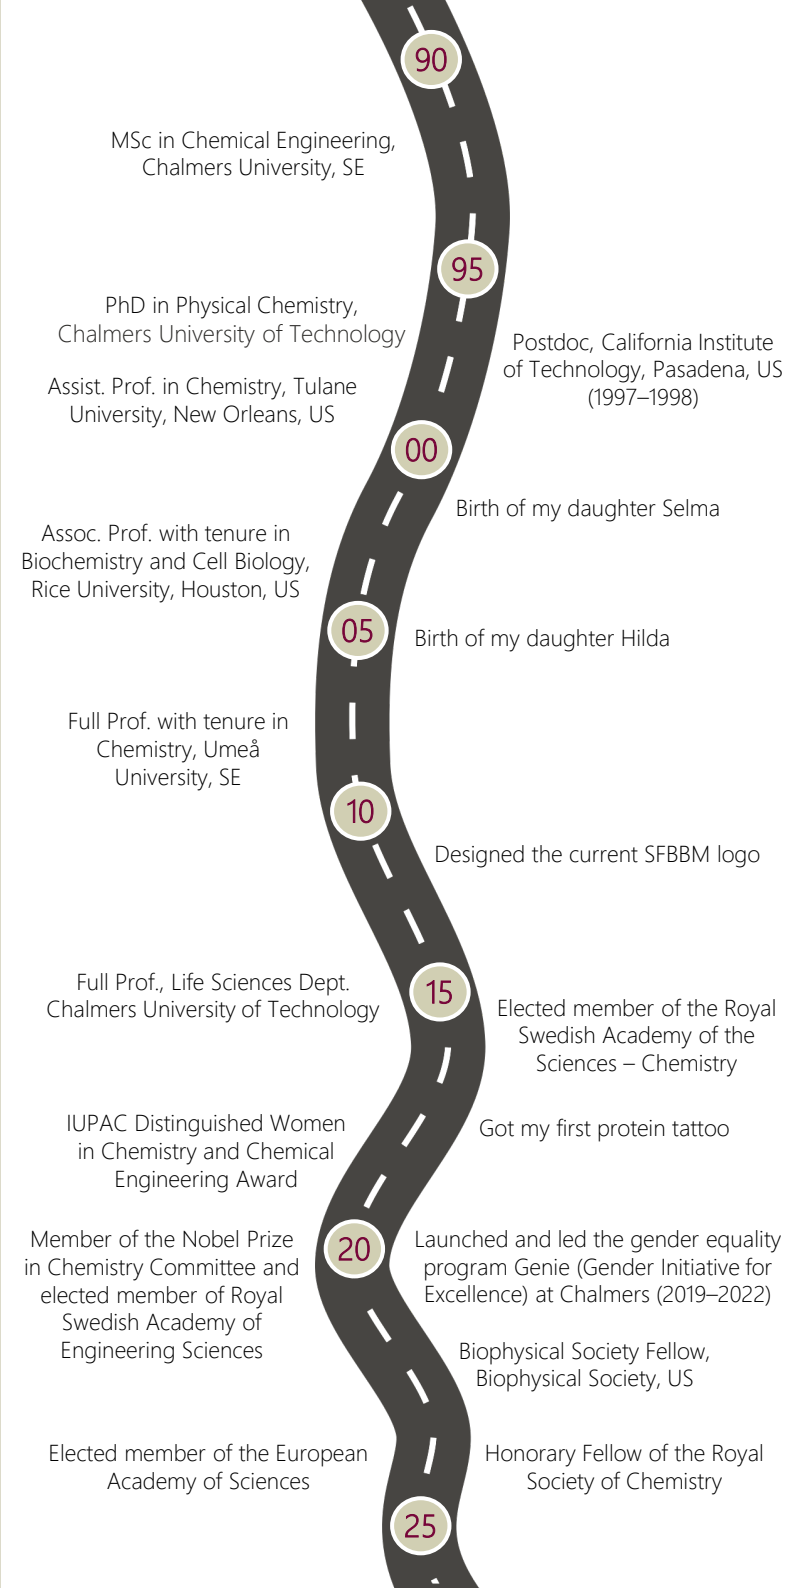 90
MSc in Chemical Engineering,
Chalmers University, SE
95
PhD in Physical Chemistry,
Chalmers University of Technology
Postdoc, California Institute
of Technology, Pasadena, US
(1997–1998)
Assist. Prof. in Chemistry, Tulane
University, New Orleans, US
00
Birth of my daughter Selma
Assoc. Prof. with tenure in
Biochemistry and Cell Biology,
Rice University, Houston, US
05
Birth of my daughter Hilda
Full Prof. with tenure in
Chemistry, Umeå
University, SE
10
Designed the current SFBBM logo
Full Prof., Life Sciences Dept.
Chalmers University of Technology
15
Elected member of the Royal
Swedish Academy of the
Sciences – Chemistry
IUPAC Distinguished Women
in Chemistry and Chemical
Engineering Award
Got my first protein tattoo
Member of the Nobel Prize
in Chemistry Committee and
elected member of Royal
Swedish Academy of
Engineering Sciences
20
Launched and led the gender equality
program Genie (Gender Initiative for
Excellence) at Chalmers (2019–2022)
Biophysical Society Fellow,
Biophysical Society, US
Elected member of the European
Academy of Sciences
Honorary Fellow of the Royal
Society of Chemistry
25